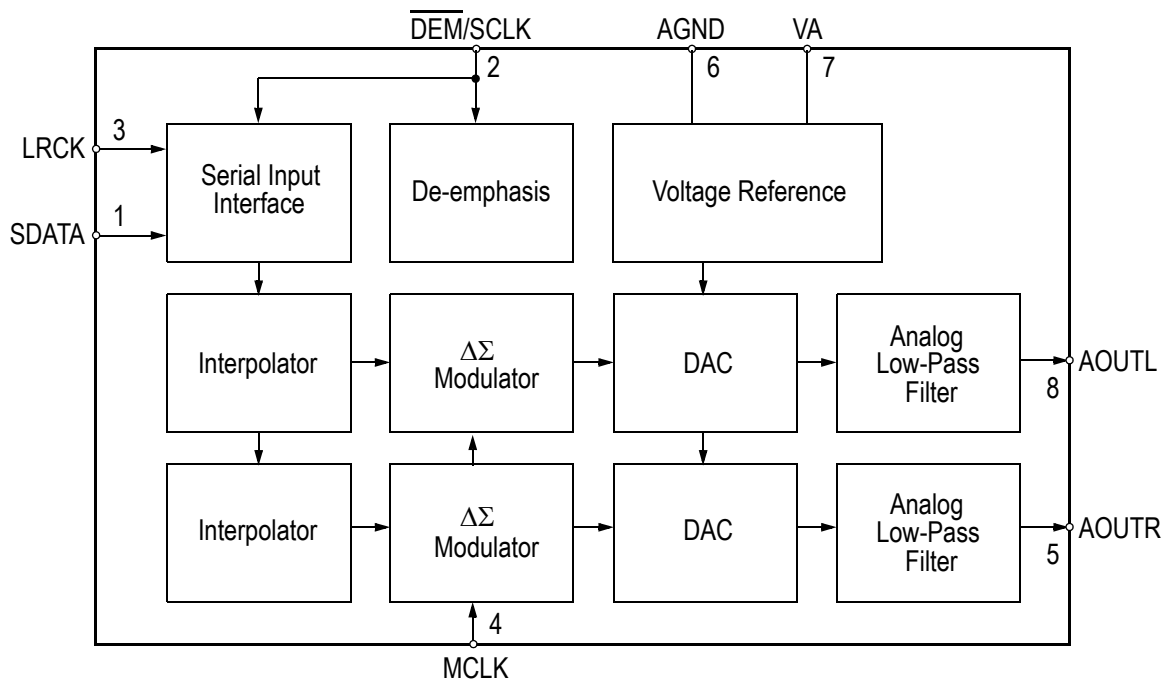 DEM/SCLK
AGND
VA
2
6
7
LRCK
3
SDATA
1
Serial Input
Interface
De-emphasis
Voltage Reference
Interpolator
ΔΣ
Modulator
DAC
Analog
Low-Pass
Filter
AOUTL
8
Interpolator
ΔΣ
Modulator
DAC
Analog
Low-Pass
Filter
AOUTR
5
4
MCLK